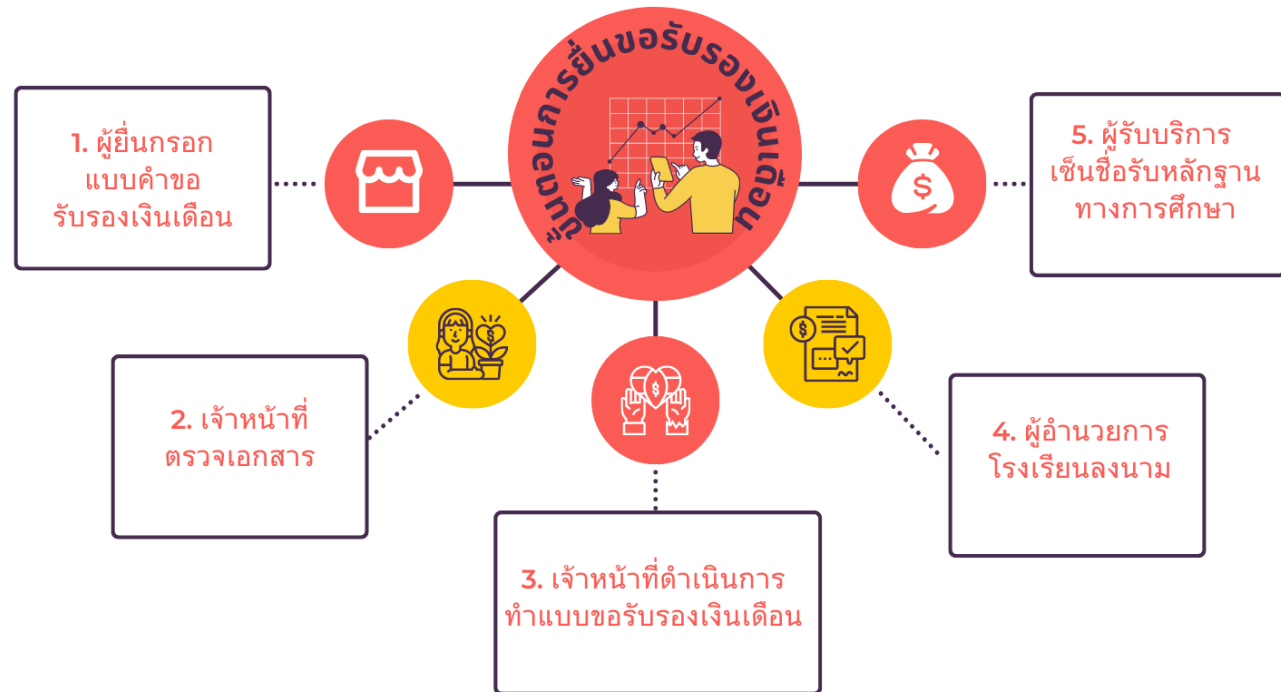 ขั้นตอนการยื่นขอรับรองเงินเดือน
1. ผู้ยื่นกรอก
แบบคำขอ
รับรองเงินเดือน
2. เจ้าหน้าที่
ตรวจเอกสาร
3. เจ้าหน้าที่ดำเนินการ
ทำแบบขอรับรองเงินเดือน
4. ผู้อำนวยการ
โรงเรียนลงนาม
5. ผู้รับบริการ
เซ็นชื่อรับหลักฐาน
ทางการศึกษา